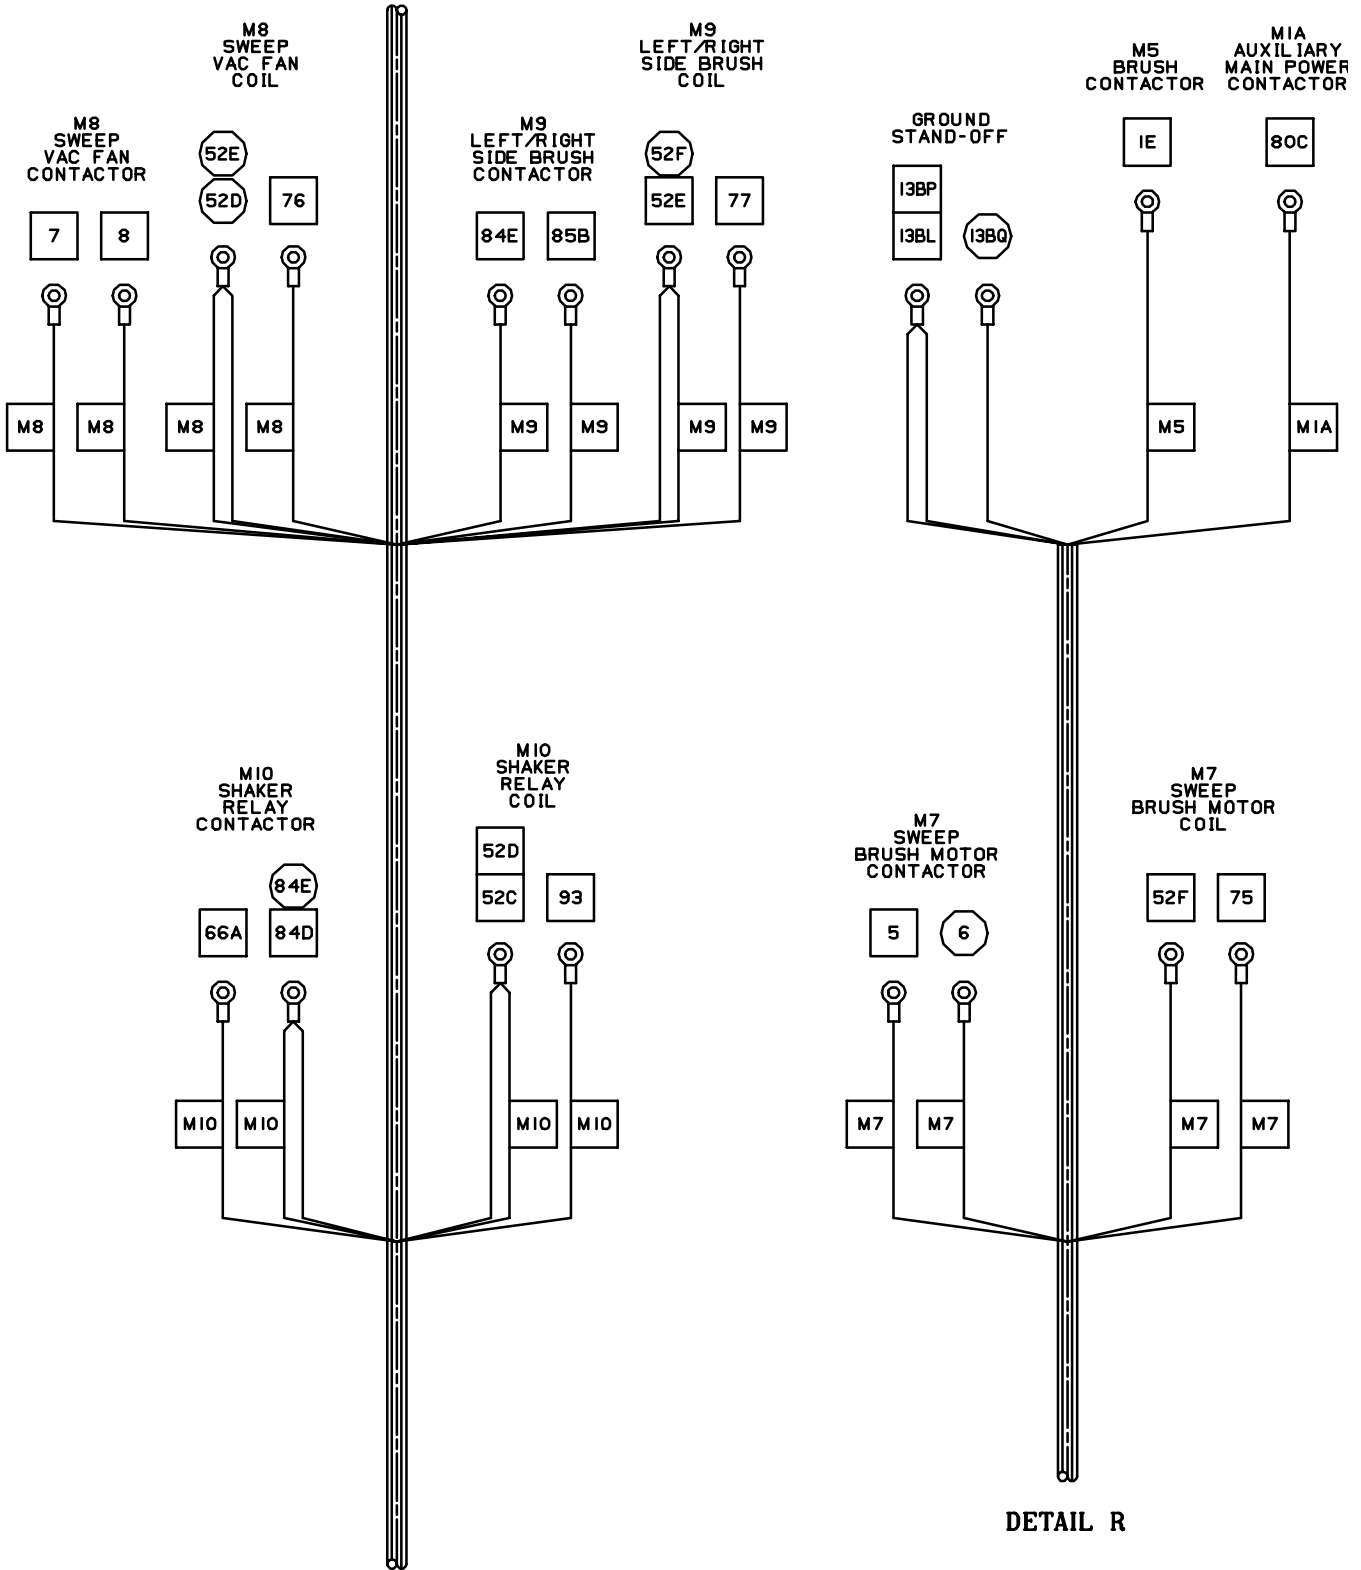 M8
SWEEP
VAC FAN
COIL
M9
LEFT/RIGHT
SIDE BRUSH
COIL
M8
SWEEP
VAC FAN
CONTACTOR
M9
LEFT/RIGHT
SIDE BRUSH
CONTACTOR
GROUND
STAND-OFF
M5
BRUSH
CONTACTOR
M1A
AUXILIARY
MAIN POWER
CONTACTOR
7
8
52E
52D
76
84E
85B
52F
52E
77
13BP
13BL
13BQ
1E
80C
M8
M8
M8
M8
M9
M9
M9
M9
M5
M1A
M10
SHAKER
RELAY
CONTACTOR
M10
SHAKER
RELAY
COIL
M7
SWEEP
BRUSH MOTOR
CONTACTOR
M7
SWEEP
BRUSH MOTOR
COIL
66A
84E
84D
52D
52C
93
5
6
52F
75
M10
M10
M10
M10
M7
M7
M7
M7
DETAIL R